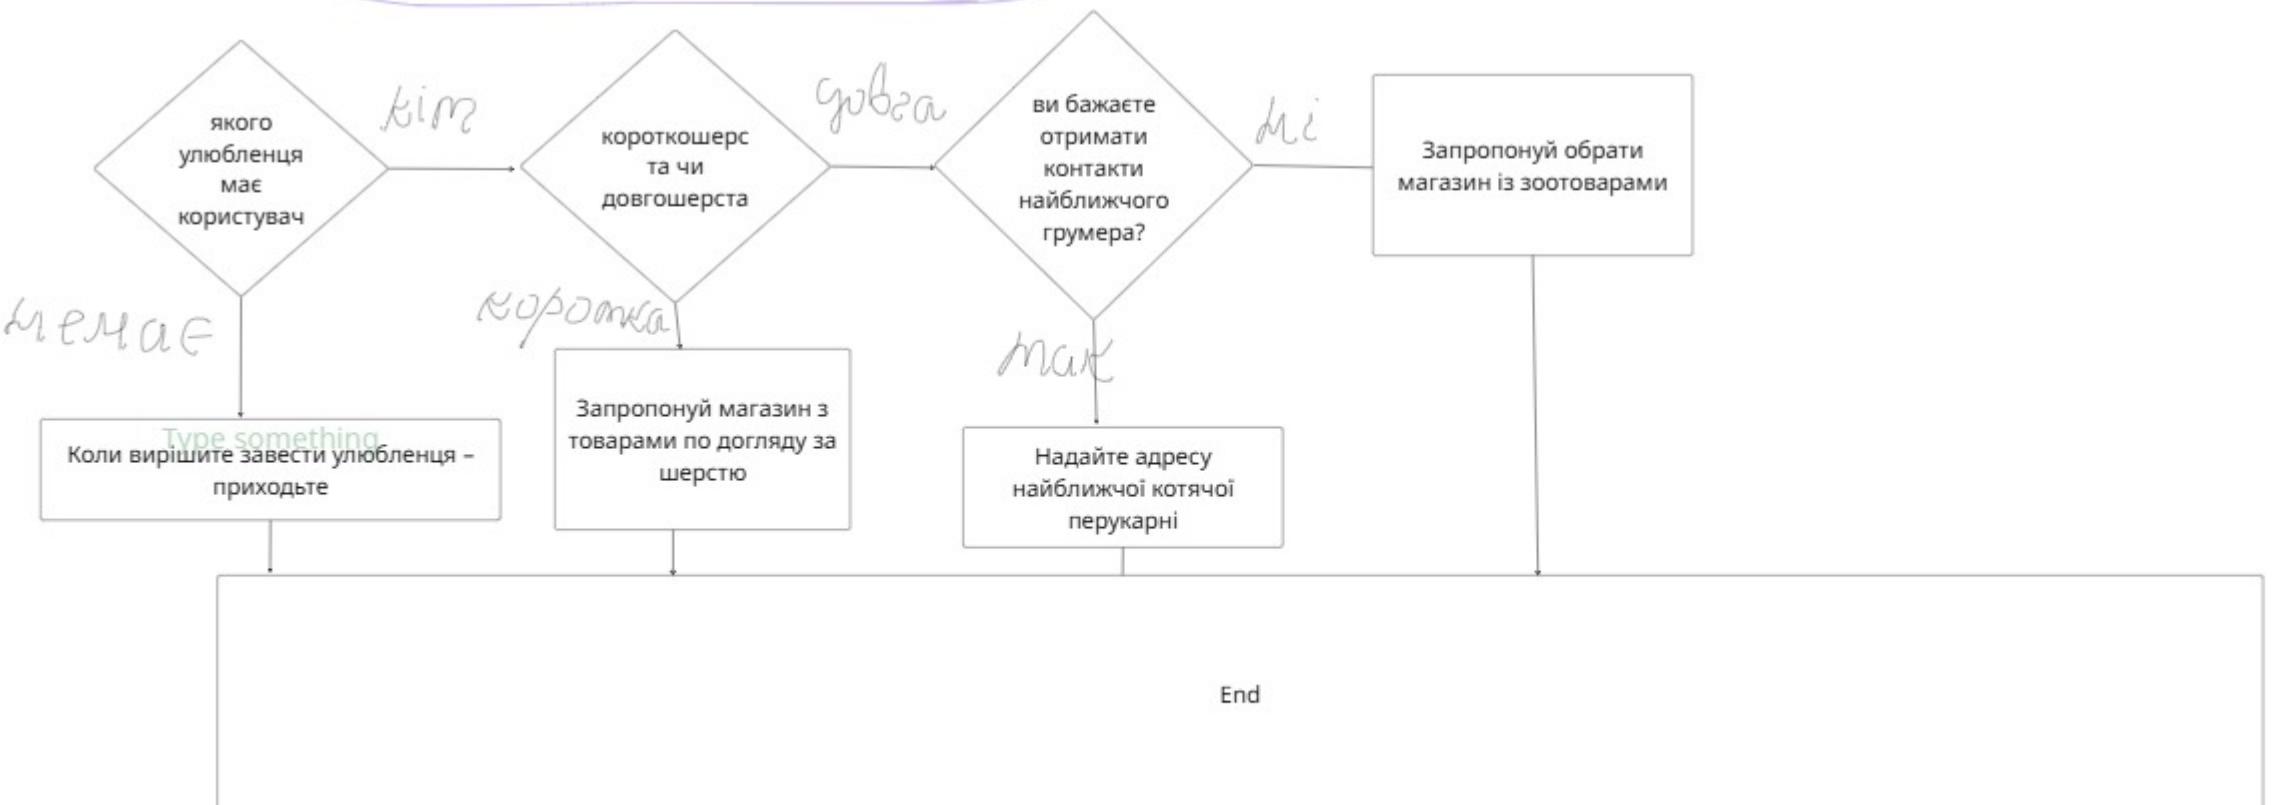 якого
улюбленця
має
користувач
кіт
короткошерс
та чи
довгошерста
довга
ви бажаєте
отримати
контакти
найближчого
грумера?
ні
Запропонуй обрати
магазин із зоотоварами
немає
коротка
так
Type something
Коли вирішите завести улюбленця –
приходьте
Запропонуй магазин з
товарами по догляду за
шерстю
Надайте адресу
найближчої котячої
перукарні
End